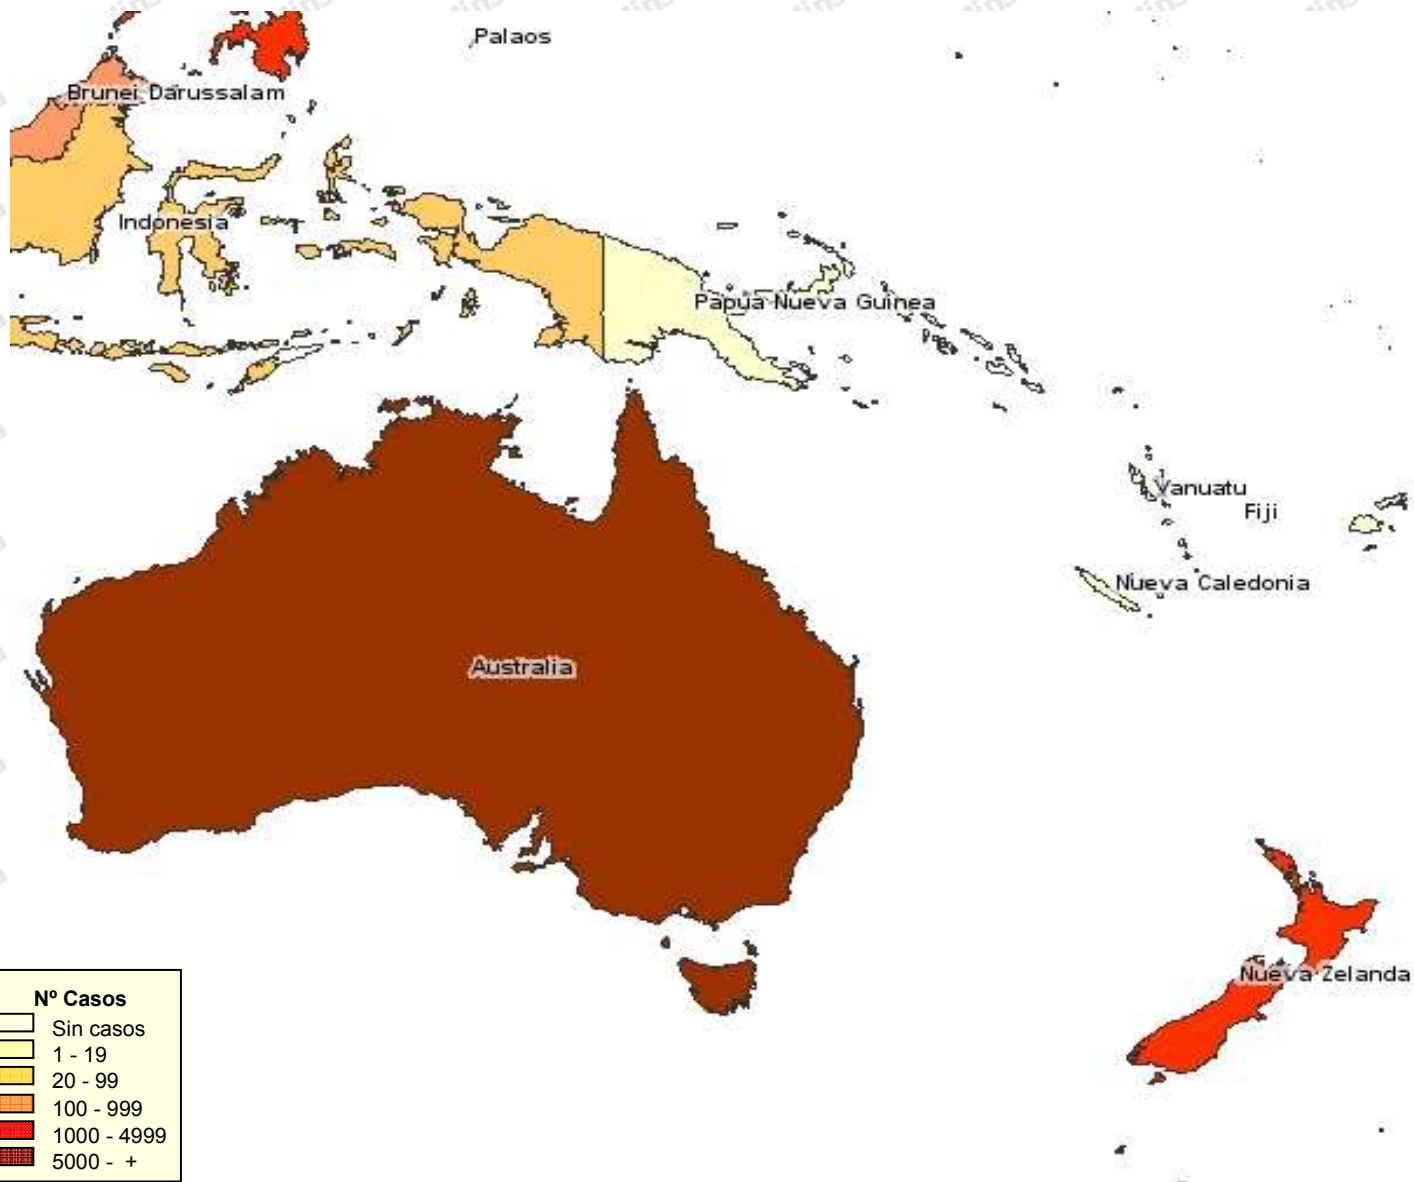 Palaos
Brunei Darussalam
Indonesia
Papua Nueva Guinea
Vanuatu
Fiji
Nueva Caledonia
Australia
Nueva Zelanda
Nº Casos
Sin casos
1 - 19
20 - 99
100 - 999
1000 - 4999
5000 - +